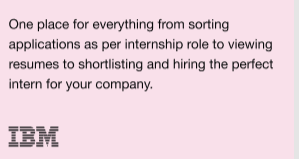 One place for everything from sorting
applications as per internship role to viewing
resumes to shortlisting and hiring the perfect
intern for your company.
IBM